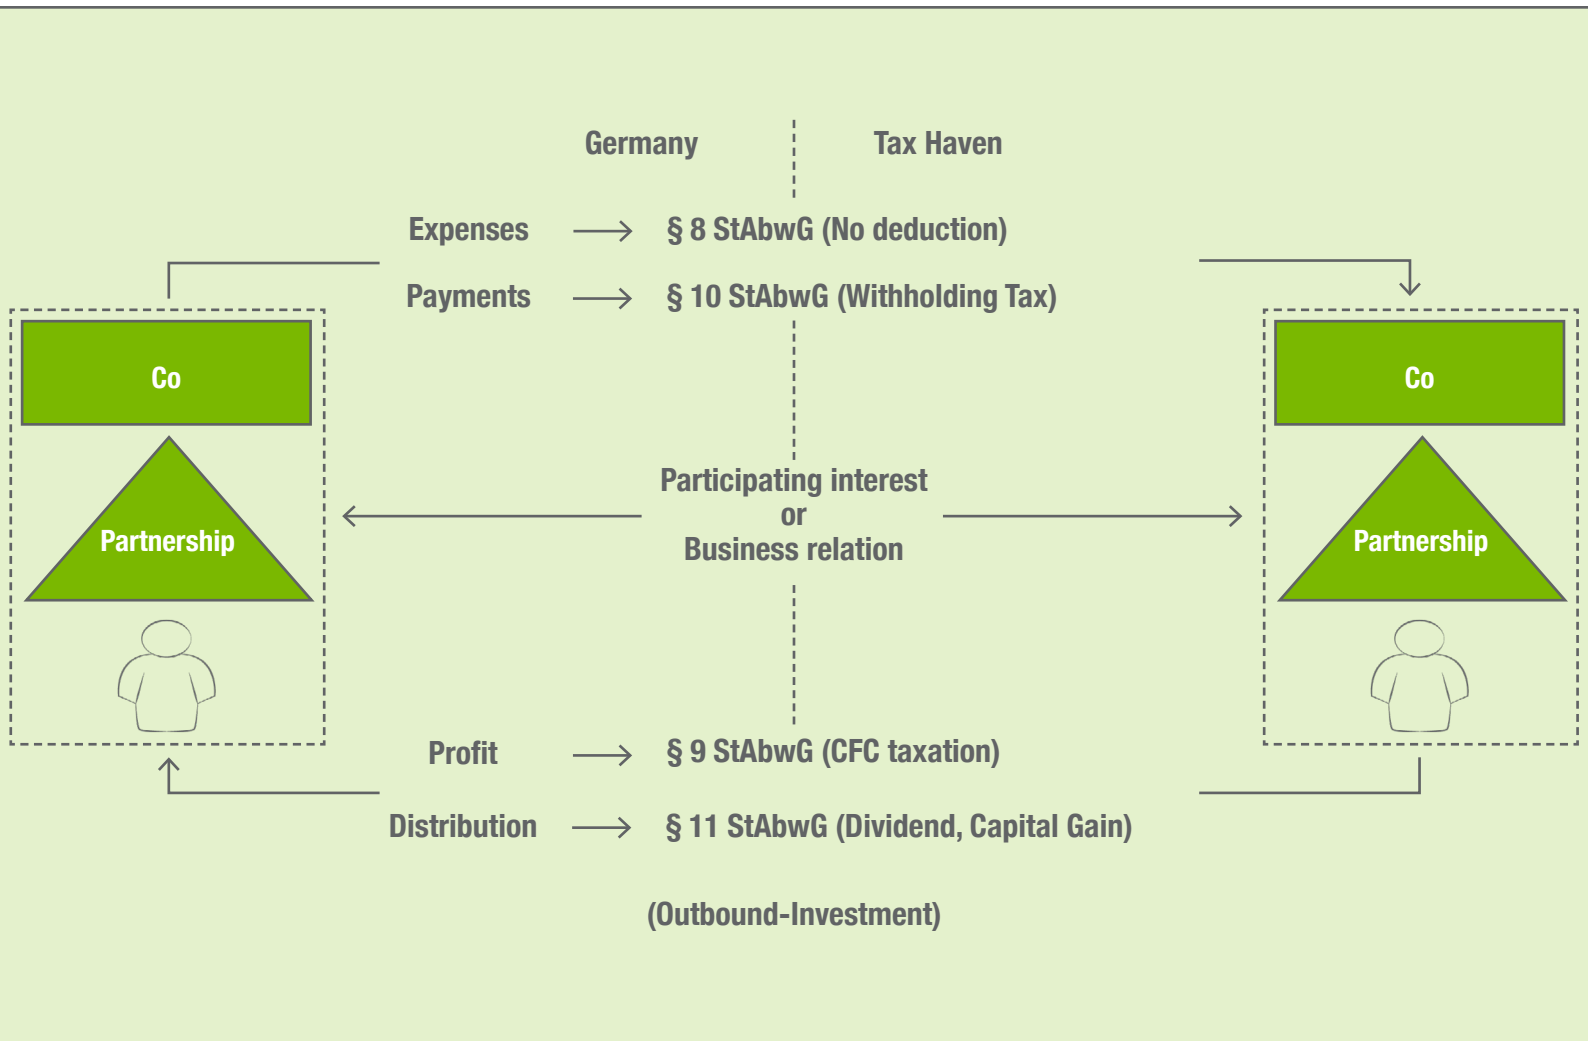 Germany
Tax Haven
Expenses
§ 8 StAbwG (No deduction)
Payments
§ 10 StAbwG (Withholding Tax)
Co
Co
Participating interest
or
Business relation
Partnership
Partnership
Profit
§ 9 StAbwG (CFC taxation)
Distribution
§ 11 StAbwG (Dividend, Capital Gain)
(Outbound-Investment)